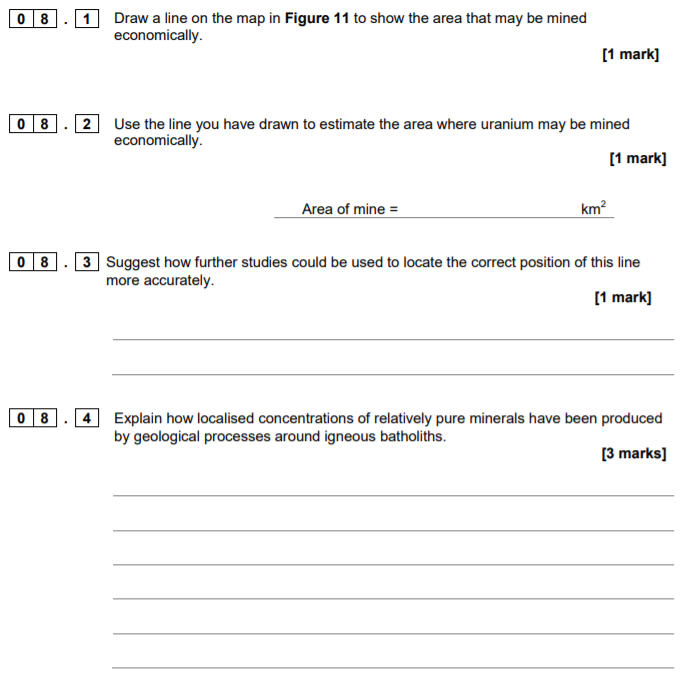 0 8 . 1 Draw a line on the map in Figure 11 to show the area that may be mined
economically.
[1 mark]
0 8 . 2 Use the line you have drawn to estimate the area where uranium may be mined
economically.
[1 mark]
Area of mine = km²
0 8 . 3 Suggest how further studies could be used to locate the correct position of this line
more accurately.
[1 mark]
0 8 . 4 Explain how localised concentrations of relatively pure minerals have been produced
by geological processes around igneous batholiths.
[3 marks]